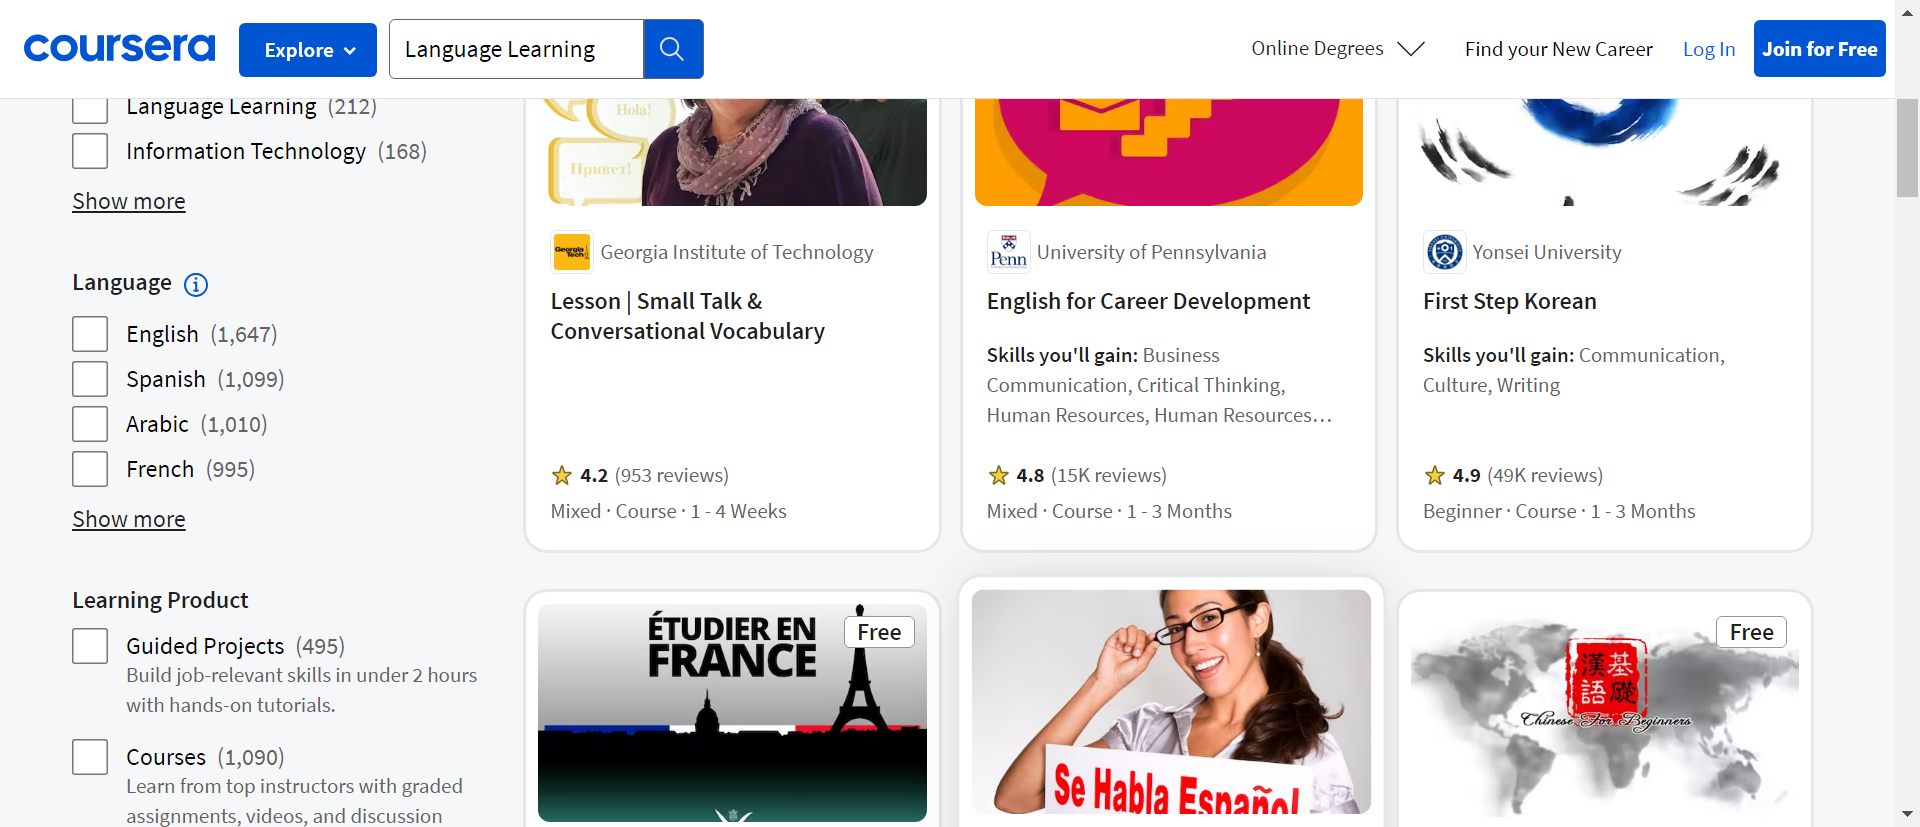 coursera
Explore
Language Learning
Online Degrees
Find your New Career
Log In
Join for Free
Language Learning (212)
Information Technology (168)
Show more
Language
English (1,647)
Spanish (1,099)
Arabic (1,010)
French (995)
Show more
Learning Product
Guided Projects (495)
Build job-relevant skills in under 2 hours
with hands-on tutorials.
Courses (1,090)
Learn from top instructors with graded
assignments, videos, and discussion
Hola!
Привет!
Georgia Tech
Georgia Institute of Technology
Lesson | Small Talk &
Conversational Vocabulary
4.2 (953 reviews)
Mixed · Course · 1 - 4 Weeks
Penn
University of Pennsylvania
English for Career Development
Skills you'll gain: Business
Communication, Critical Thinking,
Human Resources, Human Resources…
4.8 (15K reviews)
Mixed · Course · 1 - 3 Months
Yonsei University
First Step Korean
Skills you'll gain: Communication,
Culture, Writing
4.9 (49K reviews)
Beginner · Course · 1 - 3 Months
ÉTUDIER EN
FRANCE
Free
Se Habla Español
Free
漢基
語礎
Chinese For Beginners